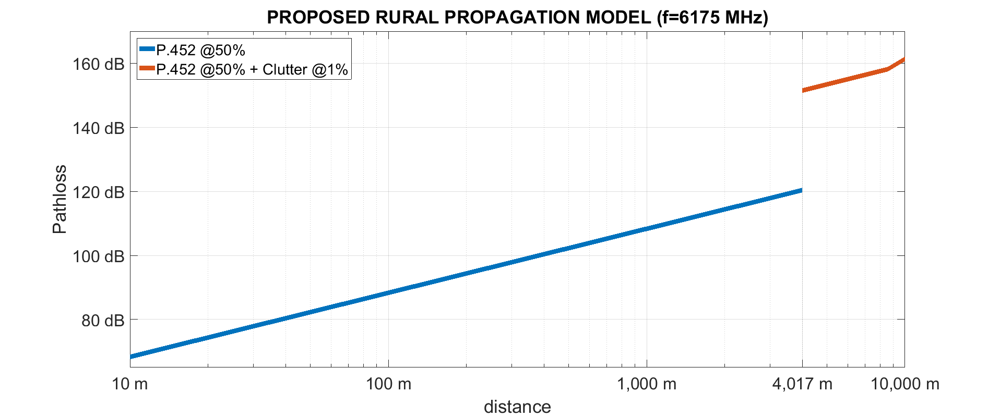 PROPOSED RURAL PROPAGATION MODEL (f=6175 MHz)
P.452 @50%
P.452 @50% + Clutter @1%
160 dB
140 dB
120 dB
100 dB
80 dB
Pathloss
10 m
100 m
1,000 m
4,017 m
10,000 m
distance